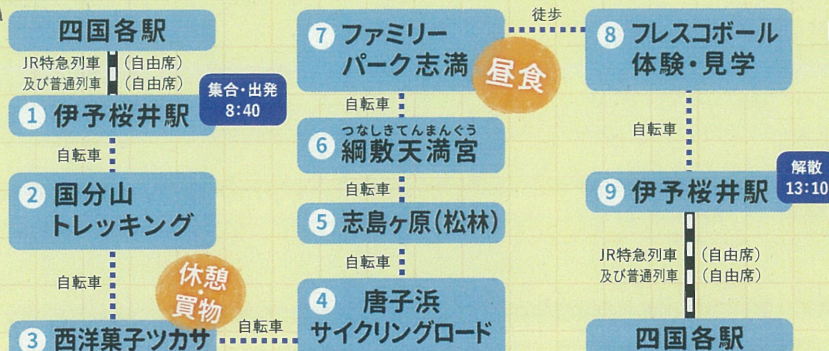 四国各駅
JR特急列車 (自由席)
及び普通列車 (自由席)
集合・出発
8:40
1 伊予桜井駅
自転車
2 国分山
トレッキング
自転車
休憩・
買物
3 西洋菓子ツカサ
自転車
4 唐子浜
サイクリングロード
自転車
5 志島ヶ原(松林)
自転車
つなしきてんまんぐう
6 綱敷天満宮
自転車
7 ファミリー
パーク志満
昼食
徒歩
8 フレスコボール
体験・見学
自転車
解散
13:10
9 伊予桜井駅
JR特急列車 (自由席)
及び普通列車 (自由席)
四国各駅